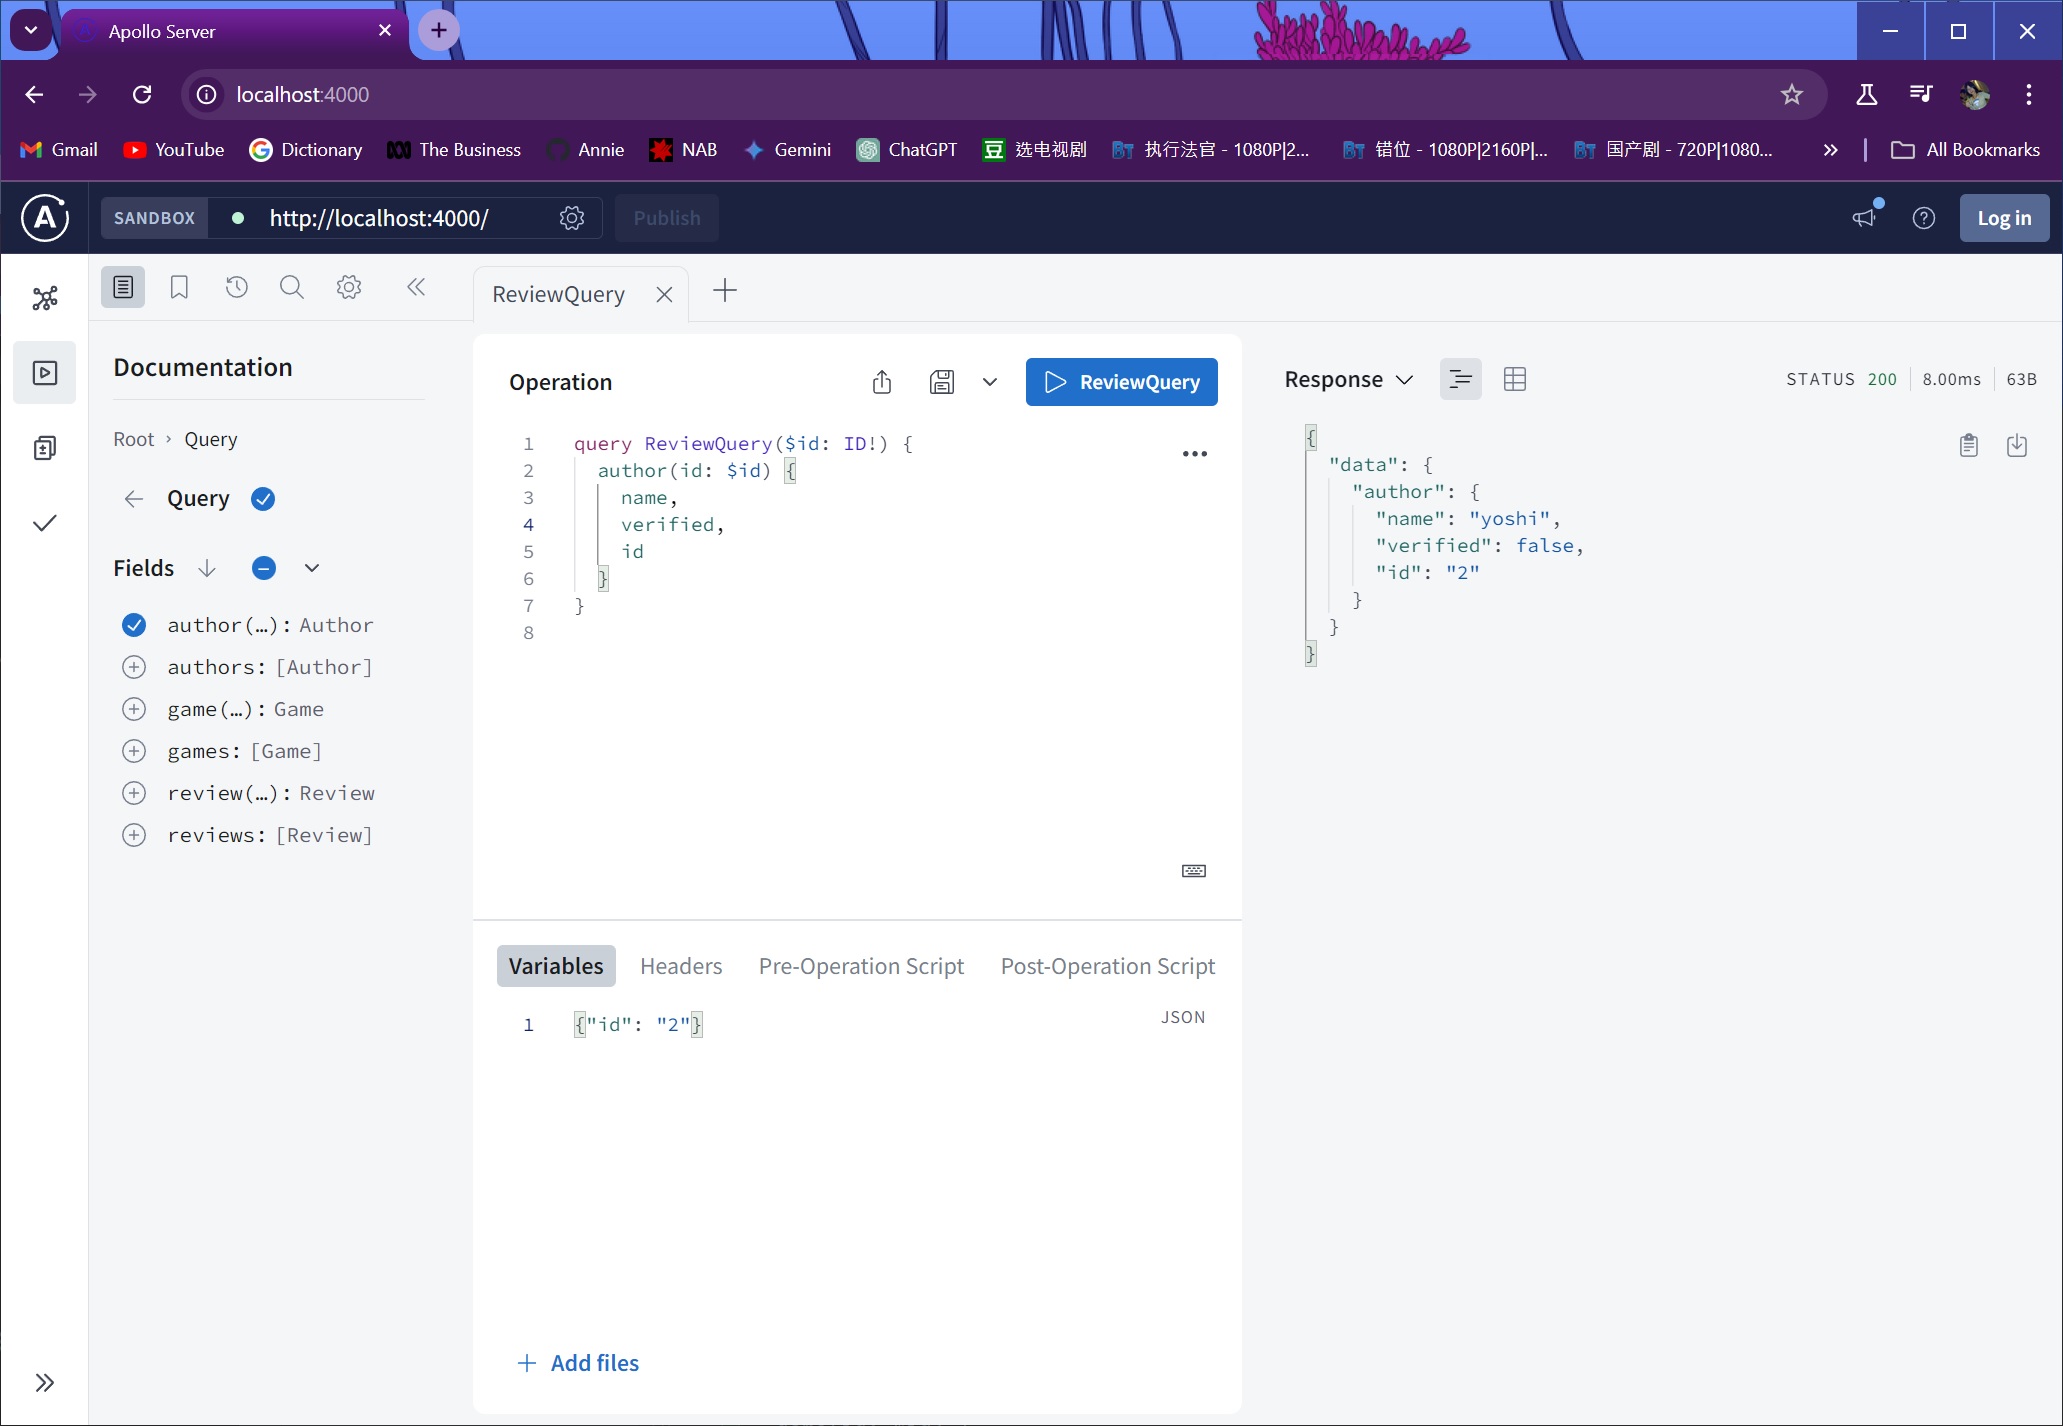 Apollo Server
localhost:4000
Gmail YouTube Dictionary The Business Annie NAB Gemini ChatGPT 豆 选电视剧 BT 执行法官 - 1080P|2... BT 错位 - 1080P|2160P|... BT 国产剧 - 720P|1080... All Bookmarks
A SANDBOX http://localhost:4000/ Publish Log in
ReviewQuery
Documentation
Root › Query
Query
Fields
author(…): Author
authors: [Author]
game(…): Game
games: [Game]
review(…): Review
reviews: [Review]
Operation
ReviewQuery
1 query ReviewQuery($id: ID!) {
2 author(id: $id) {
3 name,
4 verified,
5 id
6 }
7 }
8
Variables Headers Pre-Operation Script Post-Operation Script
1 {"id": "2"}
JSON
Add files
Response
STATUS 200 8.00ms 63B
{
"data": {
"author": {
"name": "yoshi",
"verified": false,
"id": "2"
}
}
}